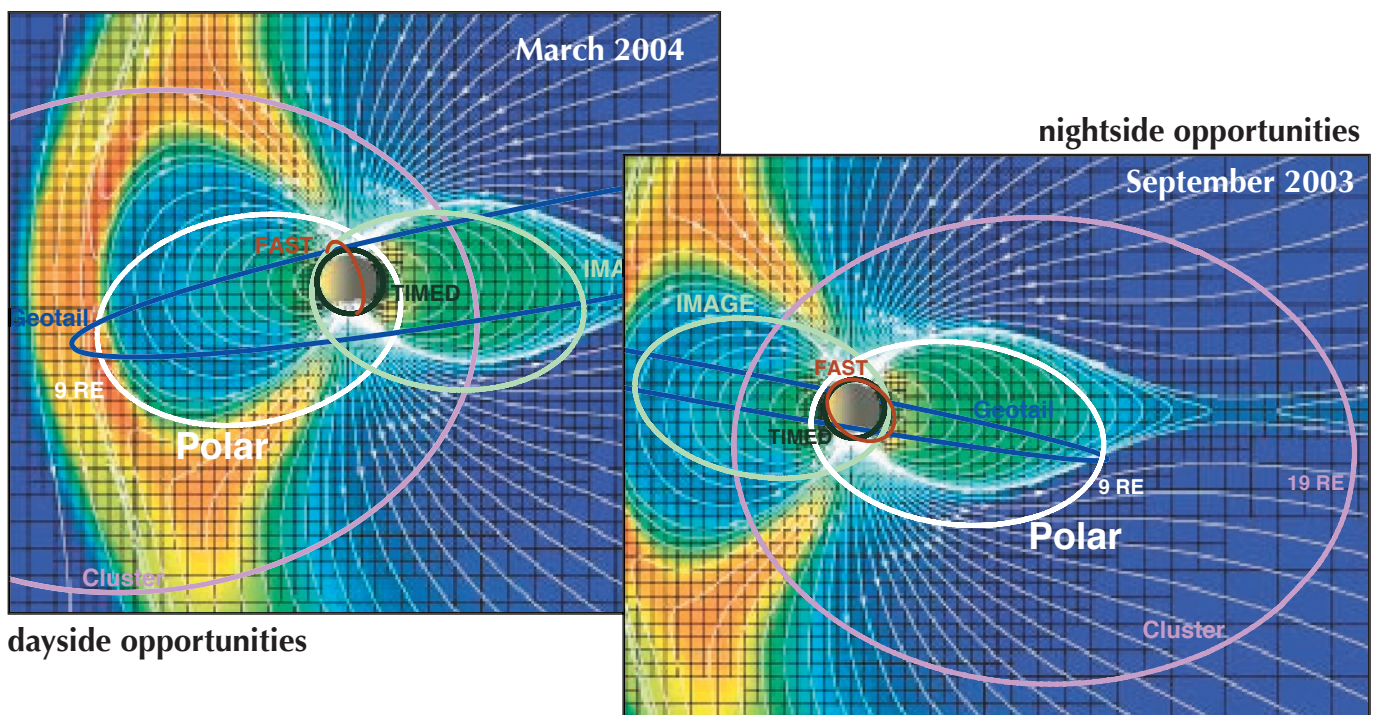 March 2004
FAST
TIMED
IMA
Geotail
9 RE
Polar
Cluster
dayside opportunities
nightside opportunities
September 2003
IMAGE
FAST
Geotail
TIMED
9 RE
19 RE
Polar
Cluster